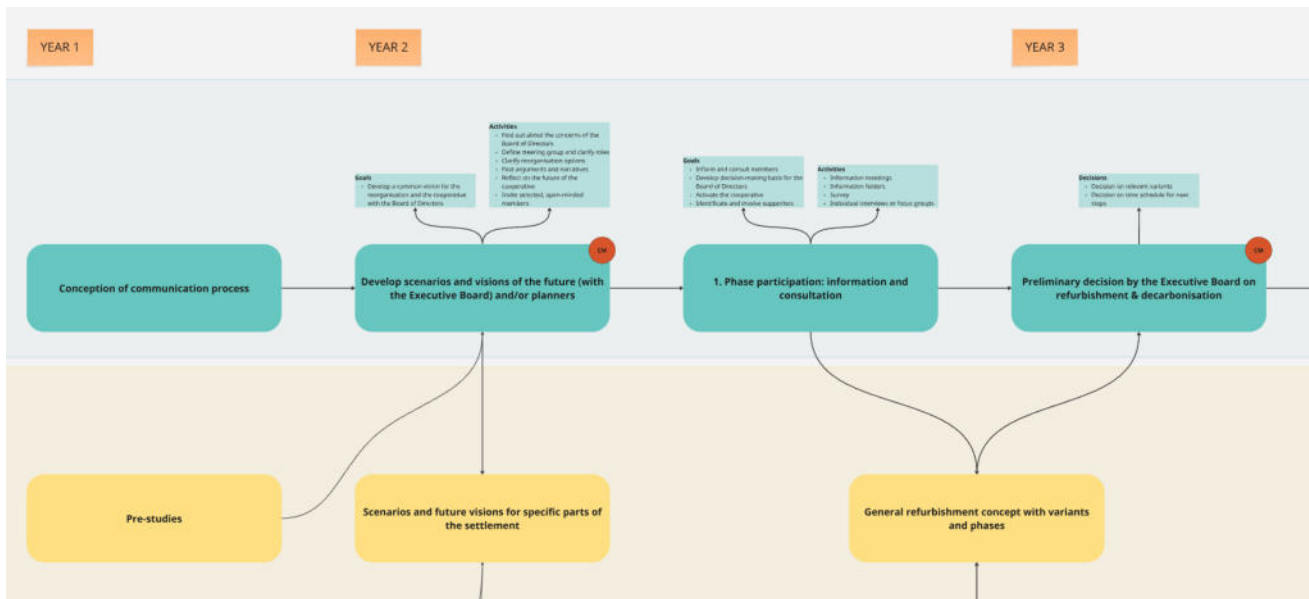 YEAR 1
YEAR 2
YEAR 3
Activities
- Find out about the concerns of the
Board of Directors
- Define steering group and clarify roles
- Clarify reorganisation options
- Find arguments and narratives
- Reflect on the future of the
cooperative
- Invite selected, open-minded
members
Goals
- Develop a common vision for the
reorganisation and the cooperative
with the Board of Directors
Goals
- Inform and consult members
- Develop decision-making basis for the
Board of Directors
- Activate the cooperative
- Identificate and involve supporters
Activities
- Information meetings
- Information folders
- Survey
- Individual interviews or focus groups
Decisions
- Decision on relevant variants
- Decision on time schedule for next
steps
Conception of communication process
CM
Develop scenarios and visions of the future (with
the Executive Board) and/or planners
1. Phase participation: information and
consultation
CM
Preliminary decision by the Executive Board on
refurbishment & decarbonisation
Pre-studies
Scenarios and future visions for specific parts of
the settlement
General refurbishment concept with variants
and phases